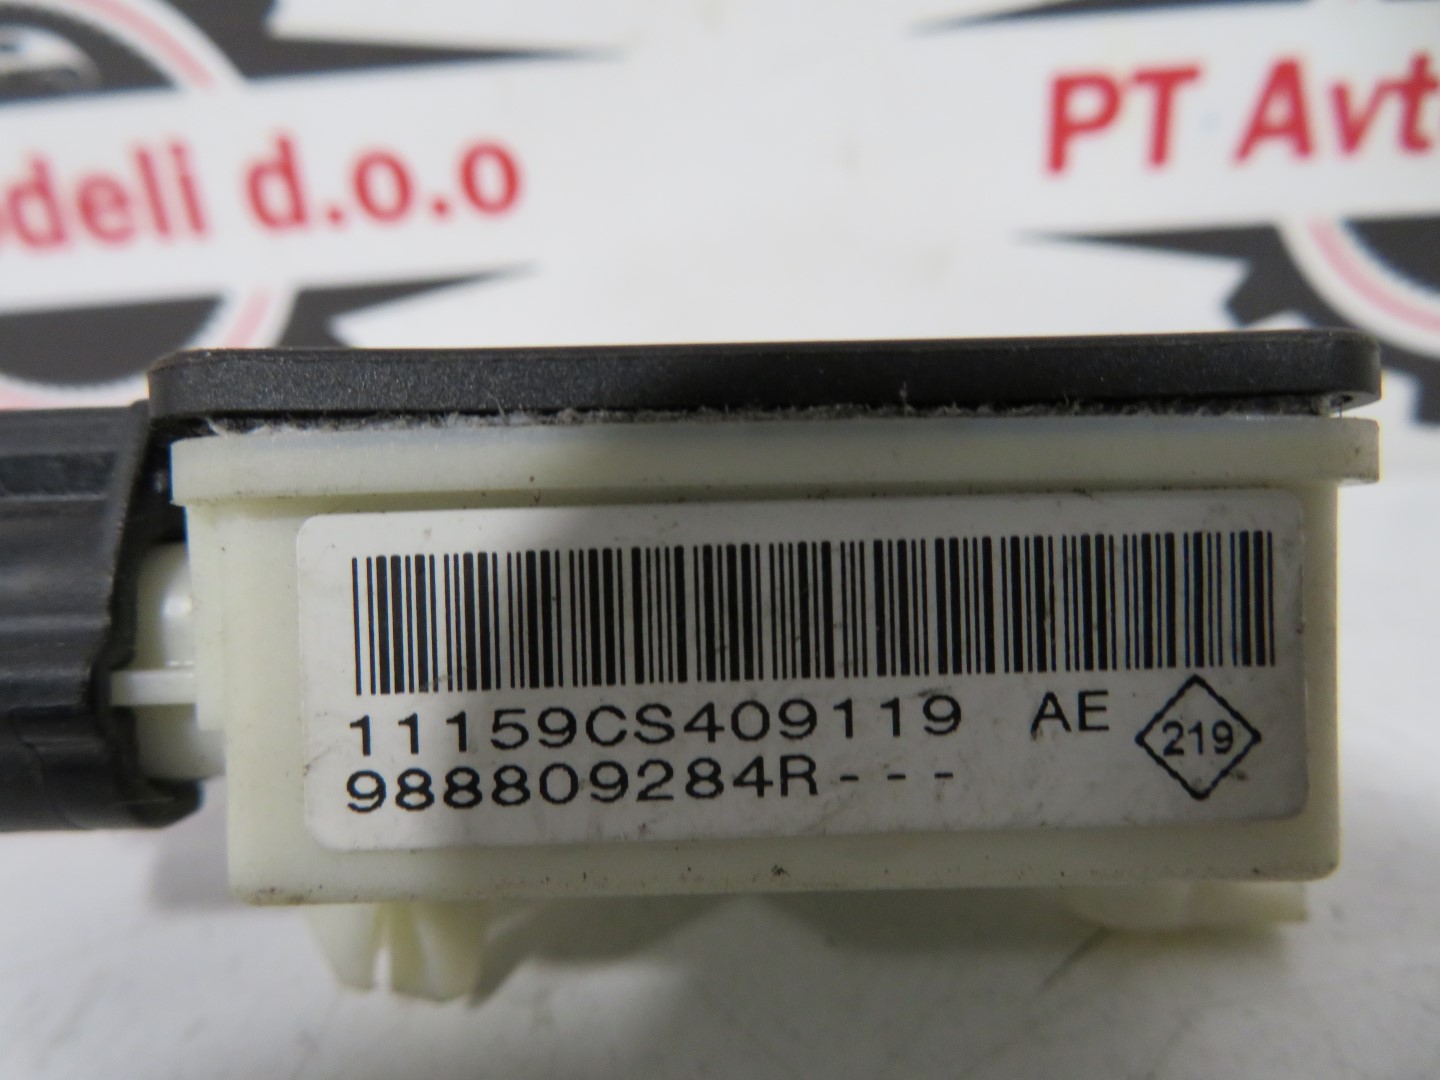 deli d.o.o
PT Avt
11159CS409119 AE
219
988809284R---